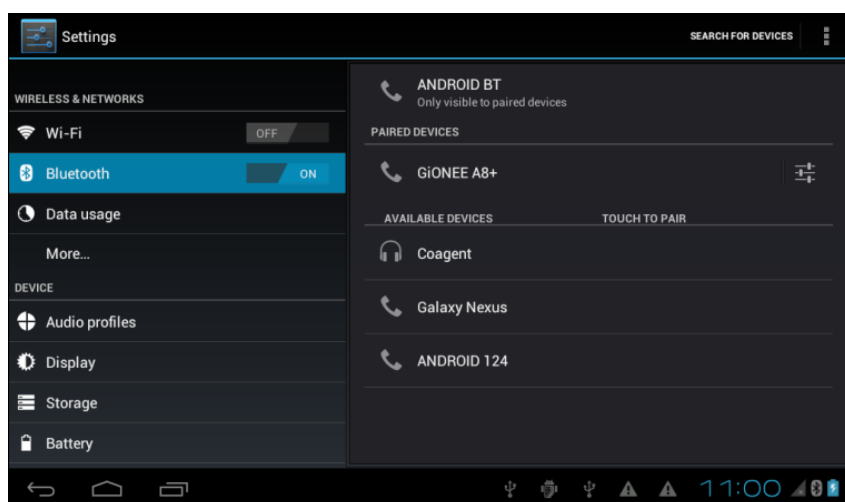 Settings
SEARCH FOR DEVICES
WIRELESS & NETWORKS
Wi-Fi
OFF
Bluetooth
ON
Data usage
More...
DEVICE
Audio profiles
Display
Storage
Battery
ANDROID BT
Only visible to paired devices
PAIRED DEVICES
GiONEE A8+
AVAILABLE DEVICES TOUCH TO PAIR
Coagent
Galaxy Nexus
ANDROID 124
11:00